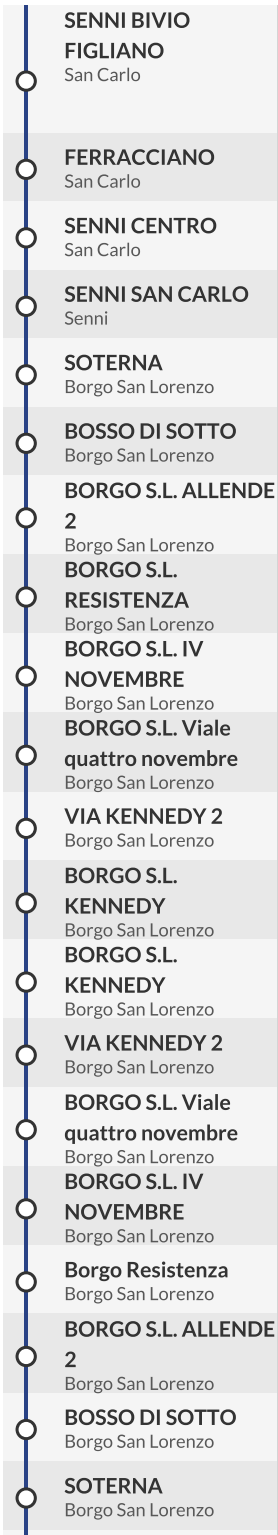 SENNI BIVIO
FIGLIANO
San Carlo
FERRACCIANO
San Carlo
SENNI CENTRO
San Carlo
SENNI SAN CARLO
Senni
SOTERNA
Borgo San Lorenzo
BOSSO DI SOTTO
Borgo San Lorenzo
BORGO S.L. ALLENDE
2
Borgo San Lorenzo
BORGO S.L.
RESISTENZA
Borgo San Lorenzo
BORGO S.L. IV
NOVEMBRE
Borgo San Lorenzo
BORGO S.L. Viale
quattro novembre
Borgo San Lorenzo
VIA KENNEDY 2
Borgo San Lorenzo
BORGO S.L.
KENNEDY
Borgo San Lorenzo
BORGO S.L.
KENNEDY
Borgo San Lorenzo
VIA KENNEDY 2
Borgo San Lorenzo
BORGO S.L. Viale
quattro novembre
Borgo San Lorenzo
BORGO S.L. IV
NOVEMBRE
Borgo San Lorenzo
Borgo Resistenza
Borgo San Lorenzo
BORGO S.L. ALLENDE
2
Borgo San Lorenzo
BOSSO DI SOTTO
Borgo San Lorenzo
SOTERNA
Borgo San Lorenzo